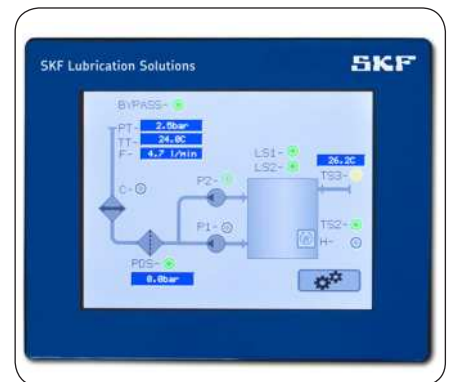 SKF Lubrication Solutions
SKF
BYPASS-
PT- 2.5bar
TT- 24.0C
F- 4.7 l/min
LS1-
LS2-
26.2C
TS3-
C-
P2-
P1-
TS2-
H-
PDS-
0.0bar